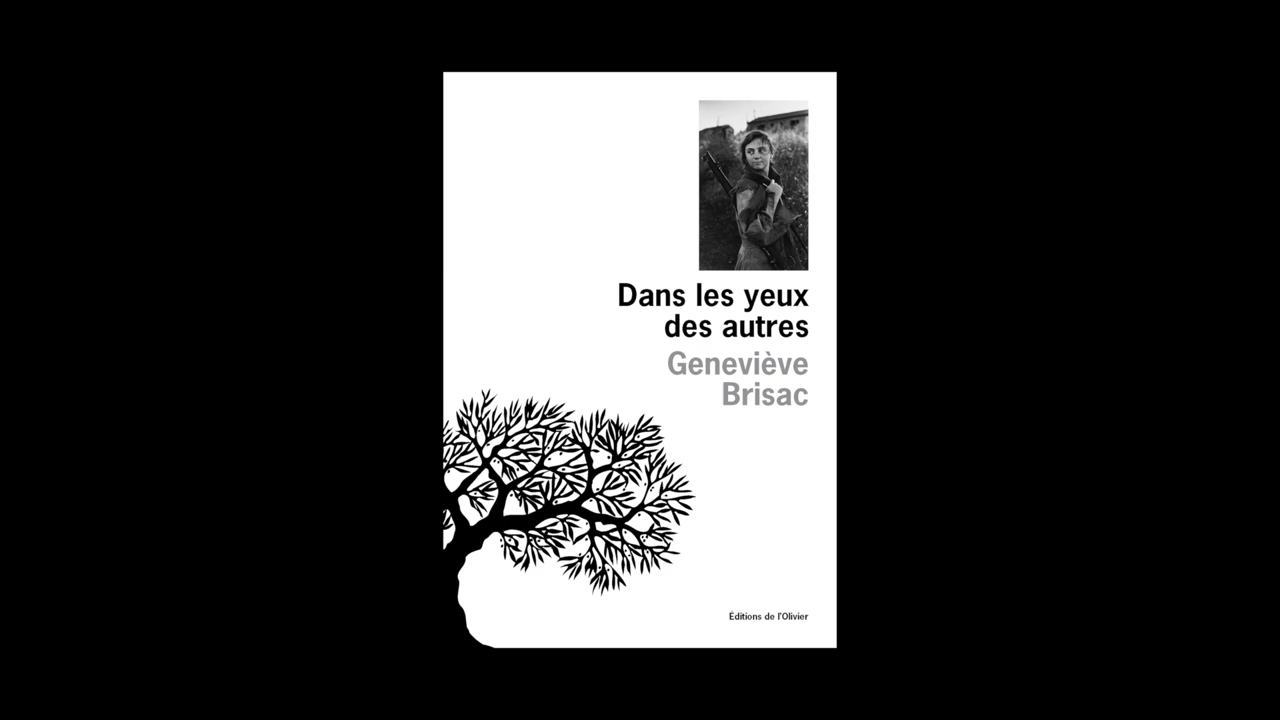 Dans les yeux
des autres
Geneviève
Brisac
Éditions de l'Olivier